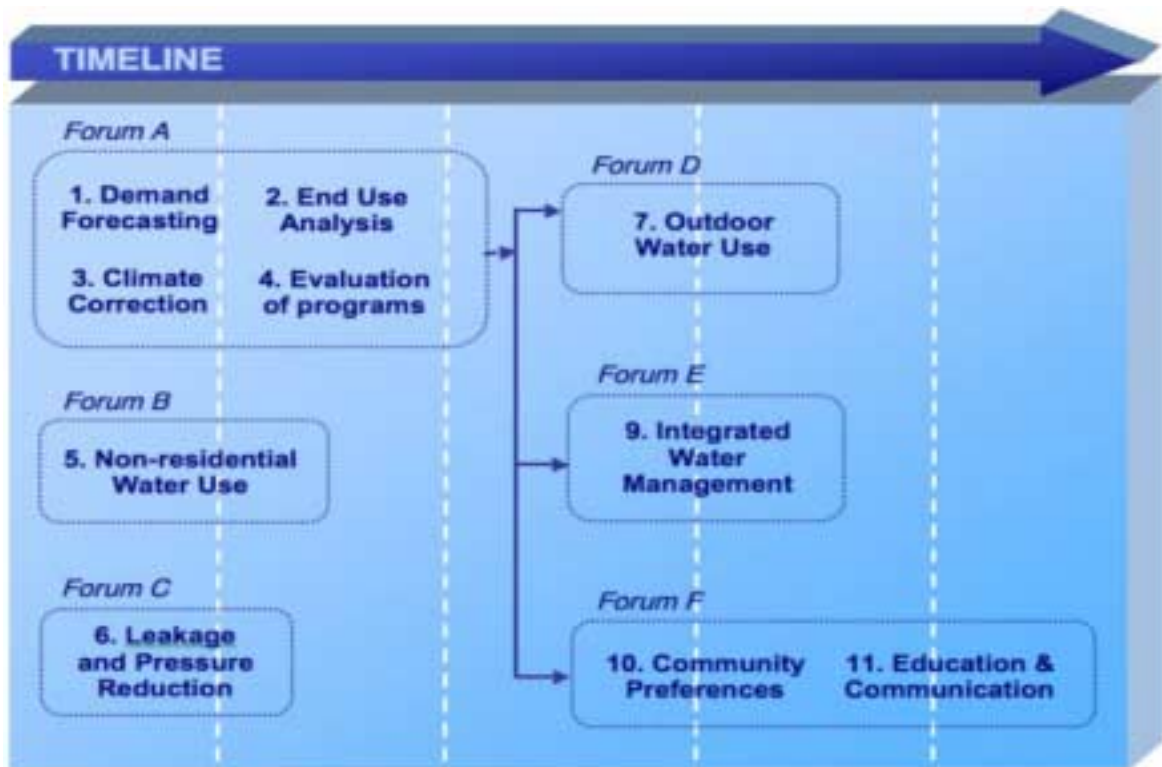 TIMELINE
Forum A
1. Demand
Forecasting
2. End Use
Analysis
3. Climate
Correction
4. Evaluation
of programs
Forum B
5. Non-residential
Water Use
Forum C
6. Leakage
and Pressure
Reduction
Forum D
7. Outdoor
Water Use
Forum E
9. Integrated
Water
Management
Forum F
10. Community
Preferences
11. Education &
Communication